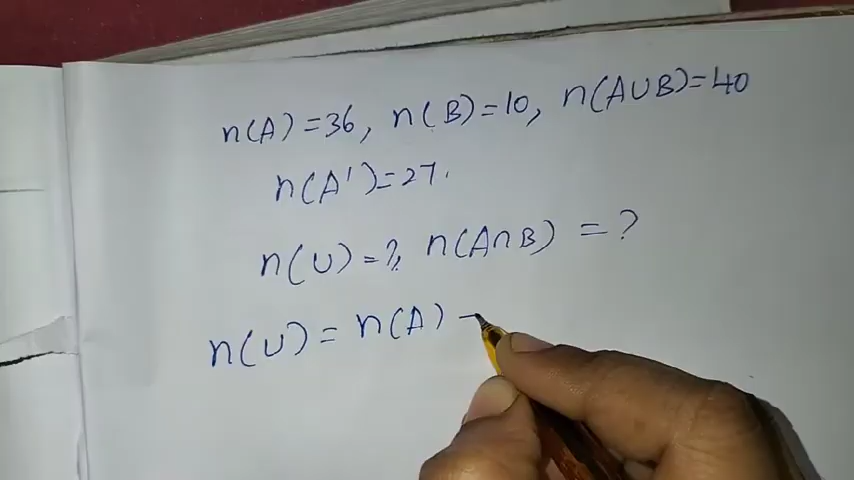 n(A) = 36, n(B) = 10, n(A∪B) = 40
n(A') = 27.
n(U) = ?, n(A∩B) = ?
n(U) = n(A) -